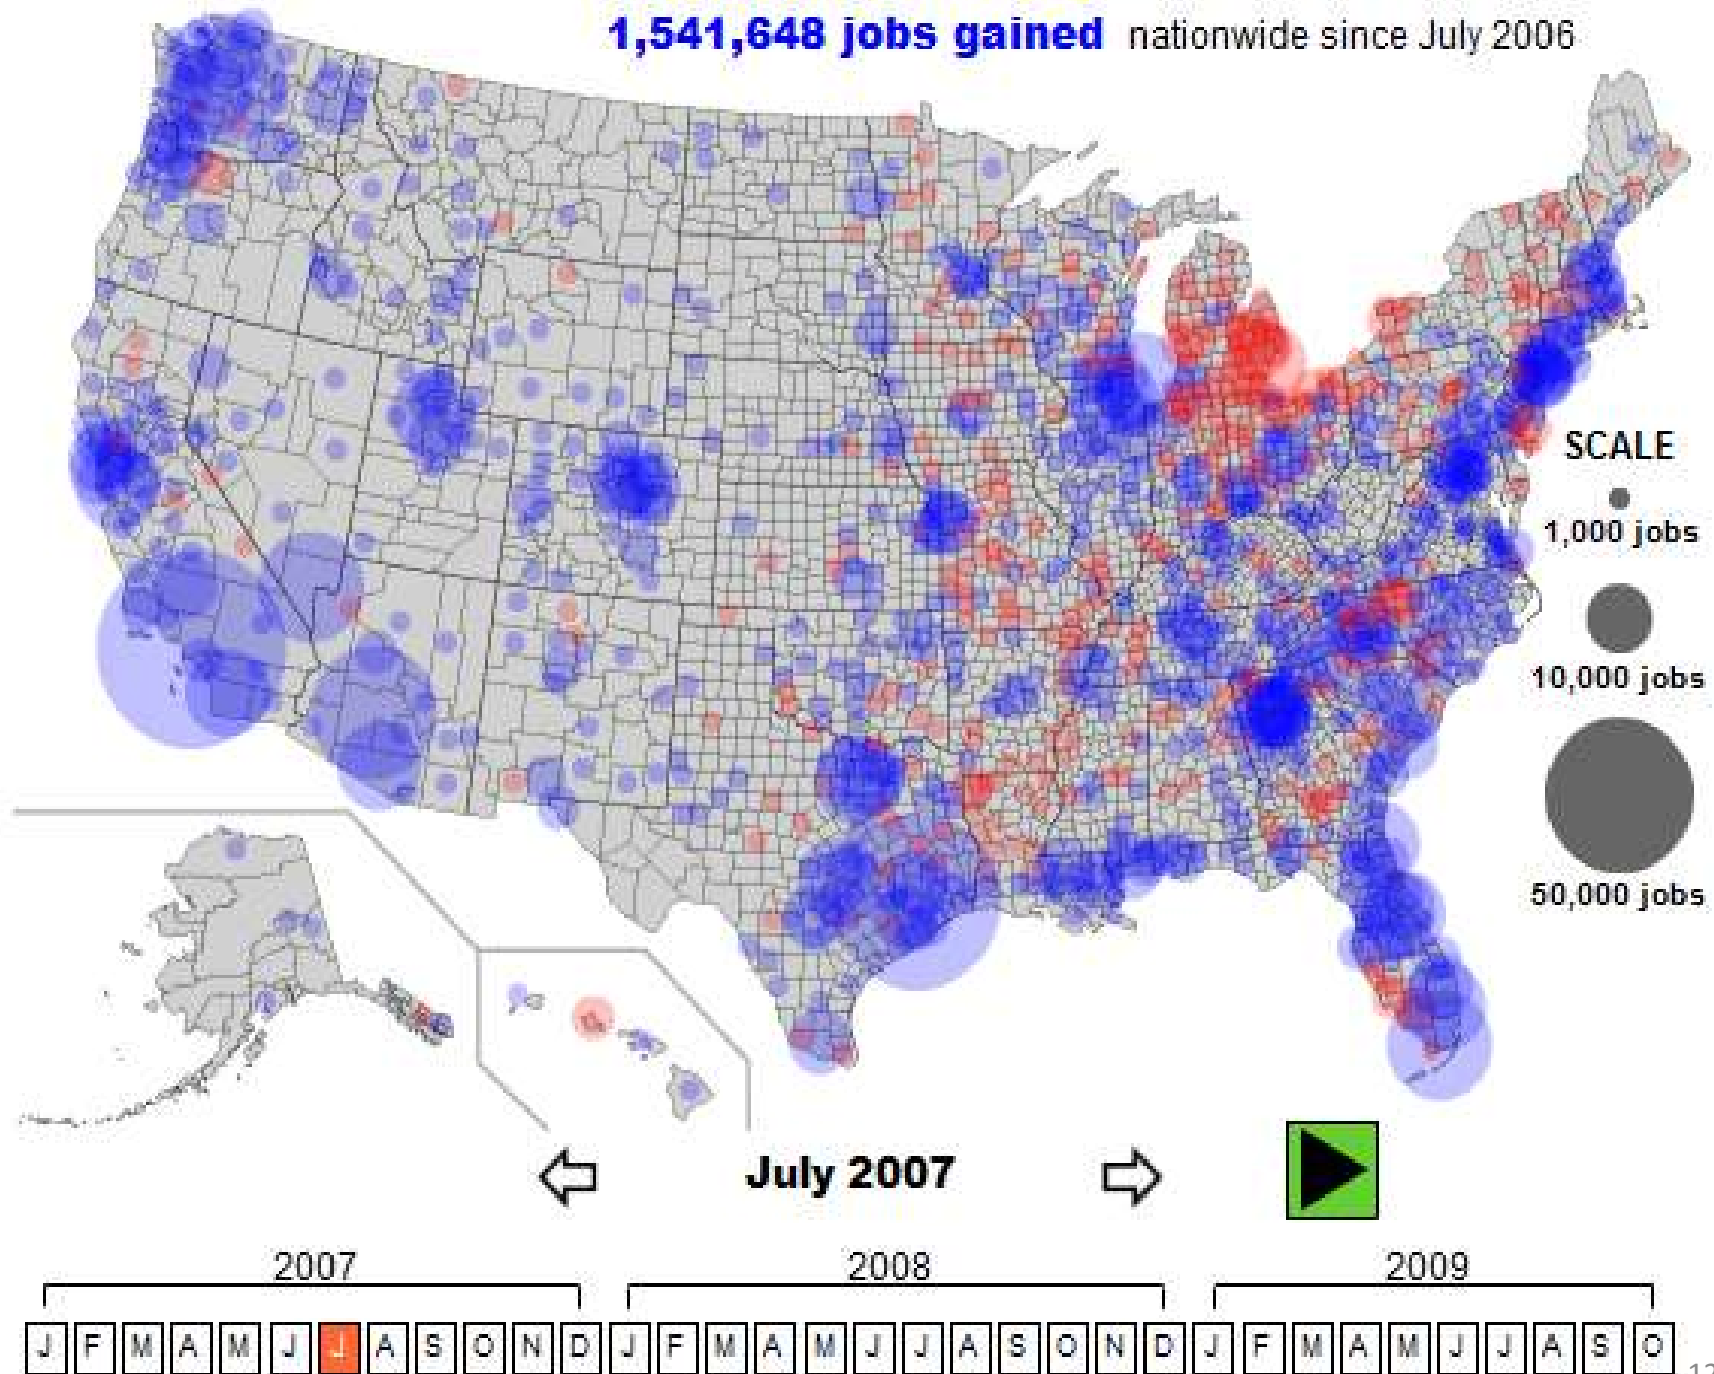 1,541,648 jobs gained nationwide since July 2006
SCALE
1,000 jobs
10,000 jobs
50,000 jobs
July 2007
2007 2008 2009
J F M A M J J A S O N D J F M A M J J A S O N D J F M A M J J A S O